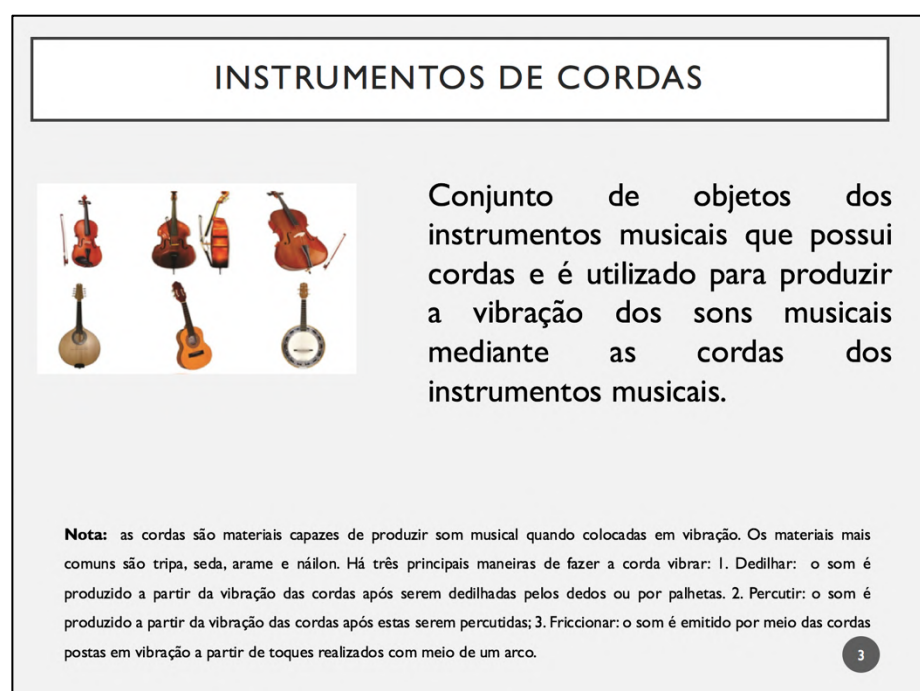 INSTRUMENTOS DE CORDAS
Conjunto de objetos dos
instrumentos musicais que possui
cordas e é utilizado para produzir
a vibração dos sons musicais
mediante as cordas dos
instrumentos musicais.
Nota: as cordas são materiais capazes de produzir som musical quando colocadas em vibração. Os materiais mais
comuns são tripa, seda, arame e náilon. Há três principais maneiras de fazer a corda vibrar: 1. Dedilhar: o som é
produzido a partir da vibração das cordas após serem dedilhadas pelos dedos ou por palhetas. 2. Percutir: o som é
produzido a partir da vibração das cordas após estas serem percutidas; 3. Friccionar: o som é emitido por meio das cordas
postas em vibração a partir de toques realizados com meio de um arco.
3